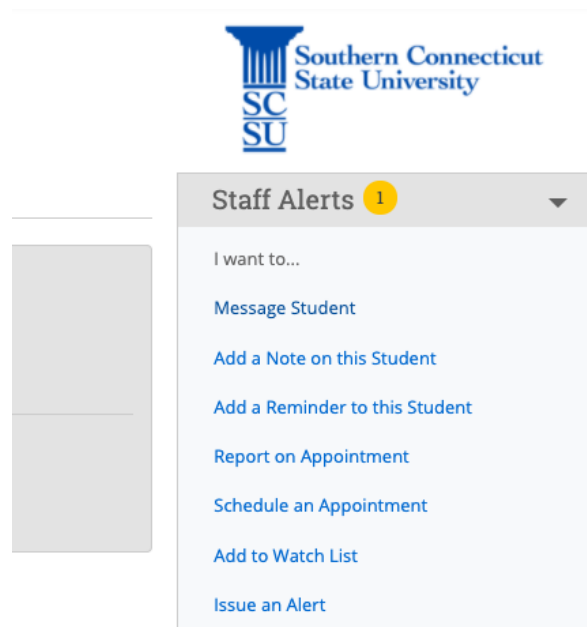 Southern Connecticut
State University
SC
SU
Staff Alerts 1
I want to...
Message Student
Add a Note on this Student
Add a Reminder to this Student
Report on Appointment
Schedule an Appointment
Add to Watch List
Issue an Alert